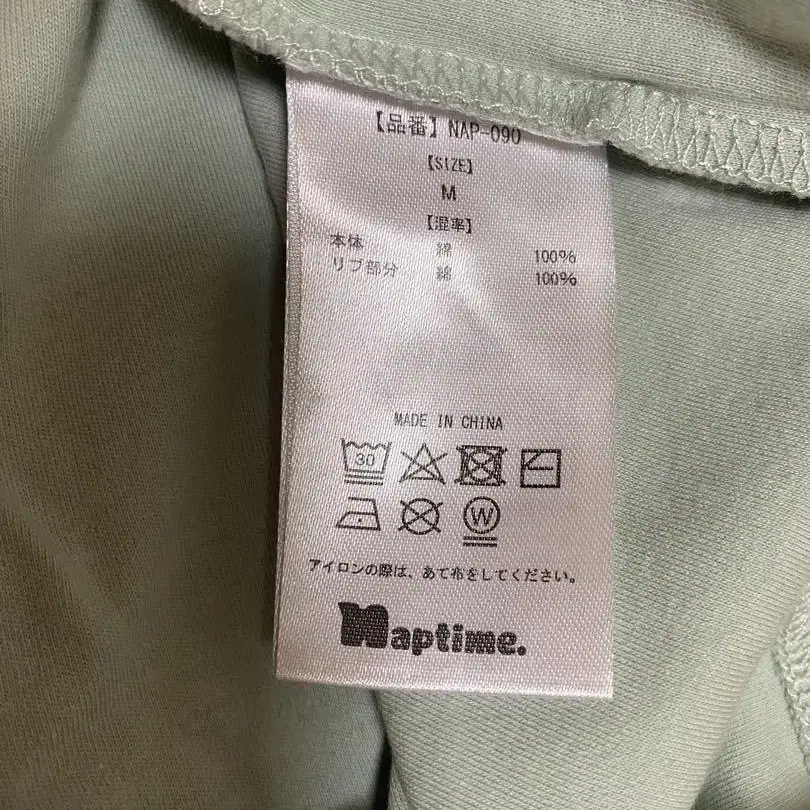 【品番】NAP-090
【SIZE】
M
【混率】
本体 綿 100%
リブ部分 綿 100%
MADE IN CHINA
30
W
アイロンの際は、あて布をしてください。
Naptime.